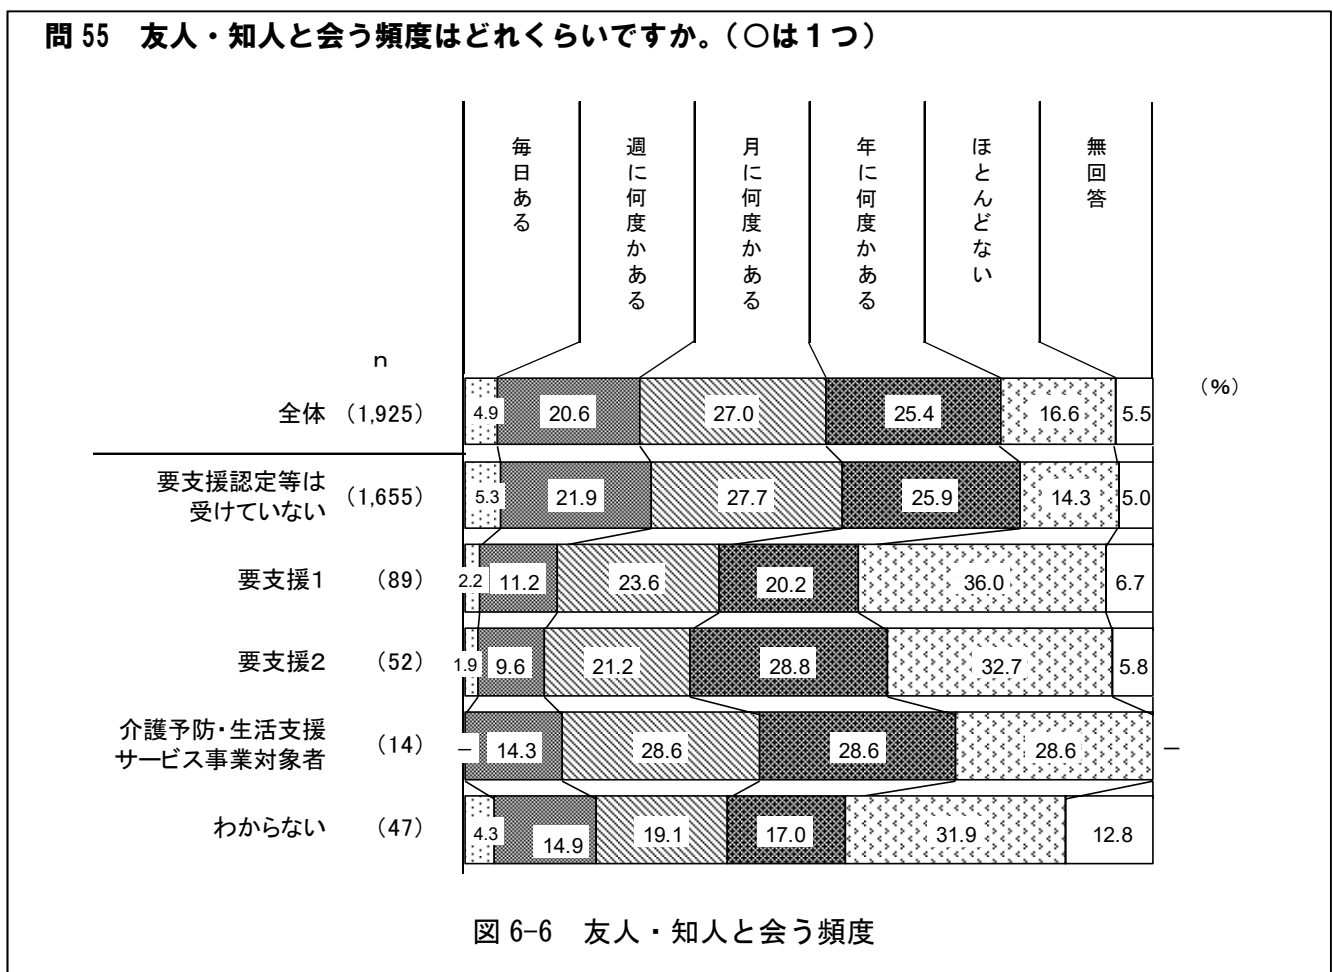 問 55　友人・知人と会う頻度はどれくらいですか。（○は１つ）
毎日ある
週に何度かある
月に何度かある
年に何度かある
ほとんどない
無回答
n
（%）
全体 （1,925） 4.9 20.6 27.0 25.4 16.6 5.5
要支援認定等は
受けていない （1,655） 5.3 21.9 27.7 25.9 14.3 5.0
要支援１ （89） 2.2 11.2 23.6 20.2 36.0 6.7
要支援２ （52） 1.9 9.6 21.2 28.8 32.7 5.8
介護予防・生活支援
サービス事業対象者 （14） － 14.3 28.6 28.6 28.6 －
わからない （47） 4.3 14.9 19.1 17.0 31.9 12.8
図 6-6　友人・知人と会う頻度